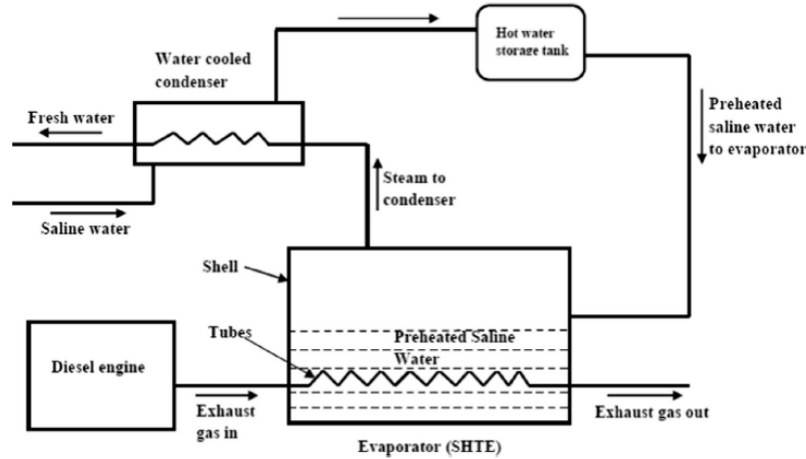 Hot water
storage tank
Water cooled
condenser
Fresh water
Preheated
saline water
to evaporator
Steam to
condenser
Saline water
Shell
Tubes
Preheated Saline
Water
Diesel engine
Exhaust
gas in
Exhaust gas out
Evaporator (SHTE)